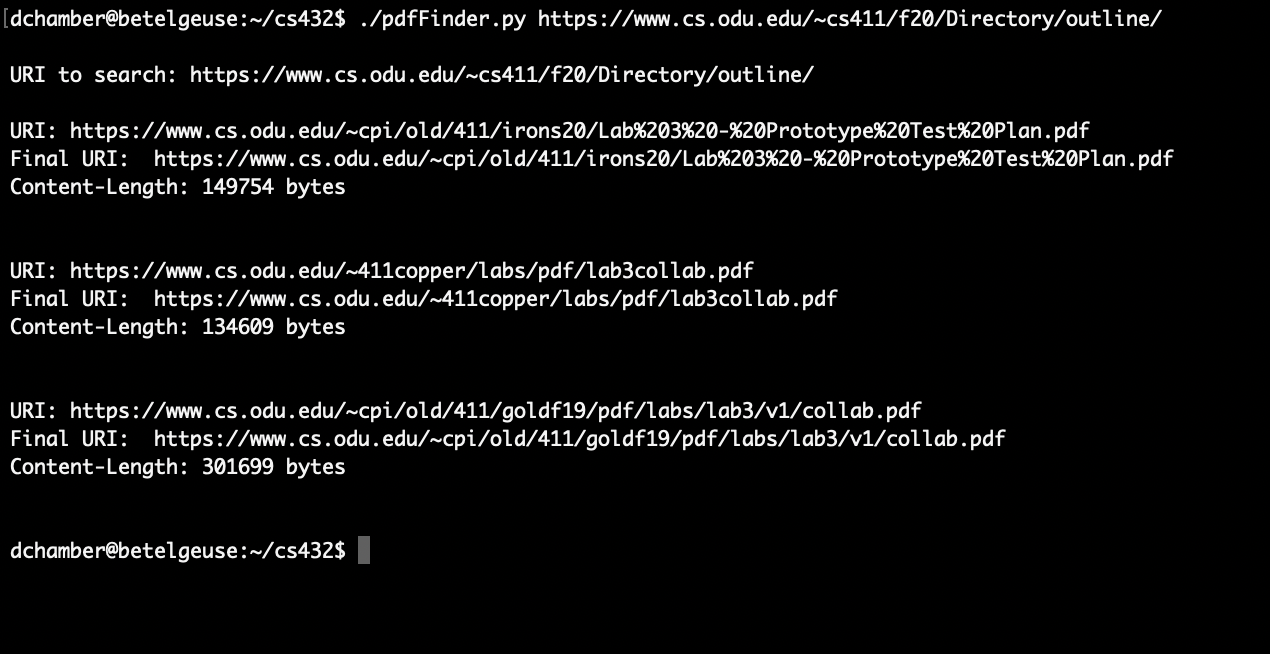 [dchamber@betelgeuse:~/cs432$ ./pdfFinder.py https://www.cs.odu.edu/~cs411/f20/Directory/outline/
URI to search: https://www.cs.odu.edu/~cs411/f20/Directory/outline/
URI: https://www.cs.odu.edu/~cpi/old/411/irons20/Lab%203%20-%20Prototype%20Test%20Plan.pdf
Final URI:  https://www.cs.odu.edu/~cpi/old/411/irons20/Lab%203%20-%20Prototype%20Test%20Plan.pdf
Content-Length: 149754 bytes
URI: https://www.cs.odu.edu/~411copper/labs/pdf/lab3collab.pdf
Final URI:  https://www.cs.odu.edu/~411copper/labs/pdf/lab3collab.pdf
Content-Length: 134609 bytes
URI: https://www.cs.odu.edu/~cpi/old/411/goldf19/pdf/labs/lab3/v1/collab.pdf
Final URI:  https://www.cs.odu.edu/~cpi/old/411/goldf19/pdf/labs/lab3/v1/collab.pdf
Content-Length: 301699 bytes
dchamber@betelgeuse:~/cs432$